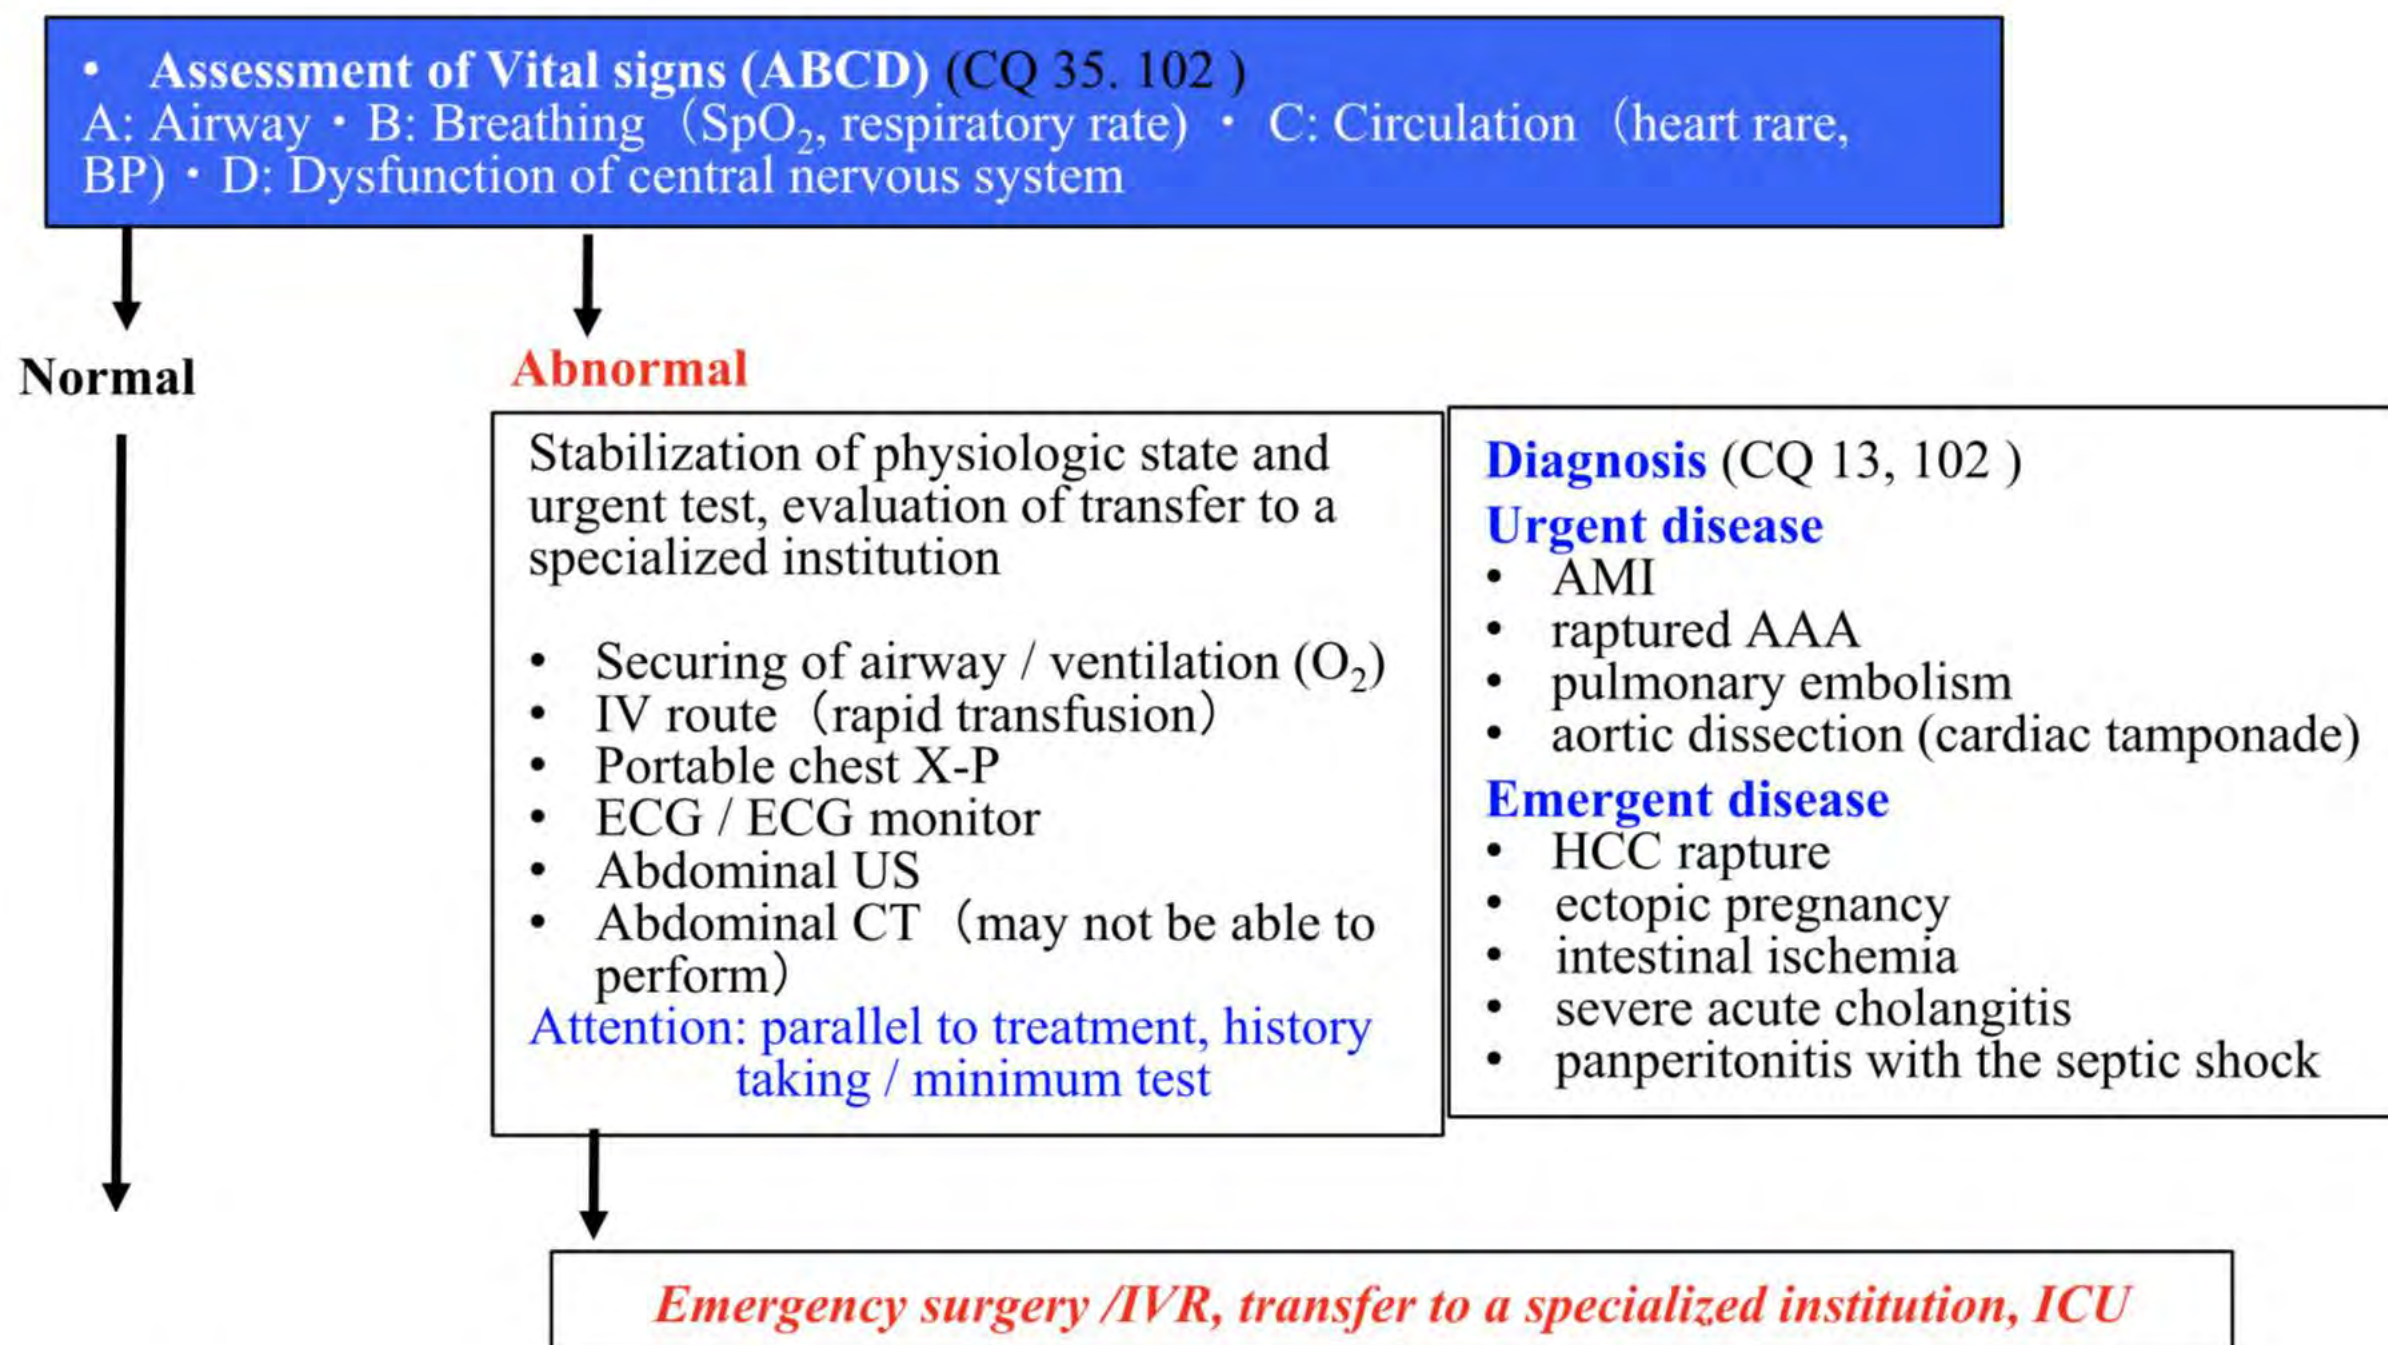 • Assessment of Vital signs (ABCD) (CQ 35. 102 )
A: Airway・B: Breathing（SpO₂, respiratory rate)・ C: Circulation（heart rare,
BP)・D: Dysfunction of central nervous system
Normal
Abnormal
Stabilization of physiologic state and
urgent test, evaluation of transfer to a
specialized institution
• Securing of airway / ventilation (O₂)
• IV route（rapid transfusion）
• Portable chest X-P
• ECG / ECG monitor
• Abdominal US
• Abdominal CT（may not be able to
perform）
Attention: parallel to treatment, history
taking / minimum test
Diagnosis (CQ 13, 102 )
Urgent disease
• AMI
• raptured AAA
• pulmonary embolism
• aortic dissection (cardiac tamponade)
Emergent disease
• HCC rapture
• ectopic pregnancy
• intestinal ischemia
• severe acute cholangitis
• panperitonitis with the septic shock
Emergency surgery /IVR, transfer to a specialized institution, ICU